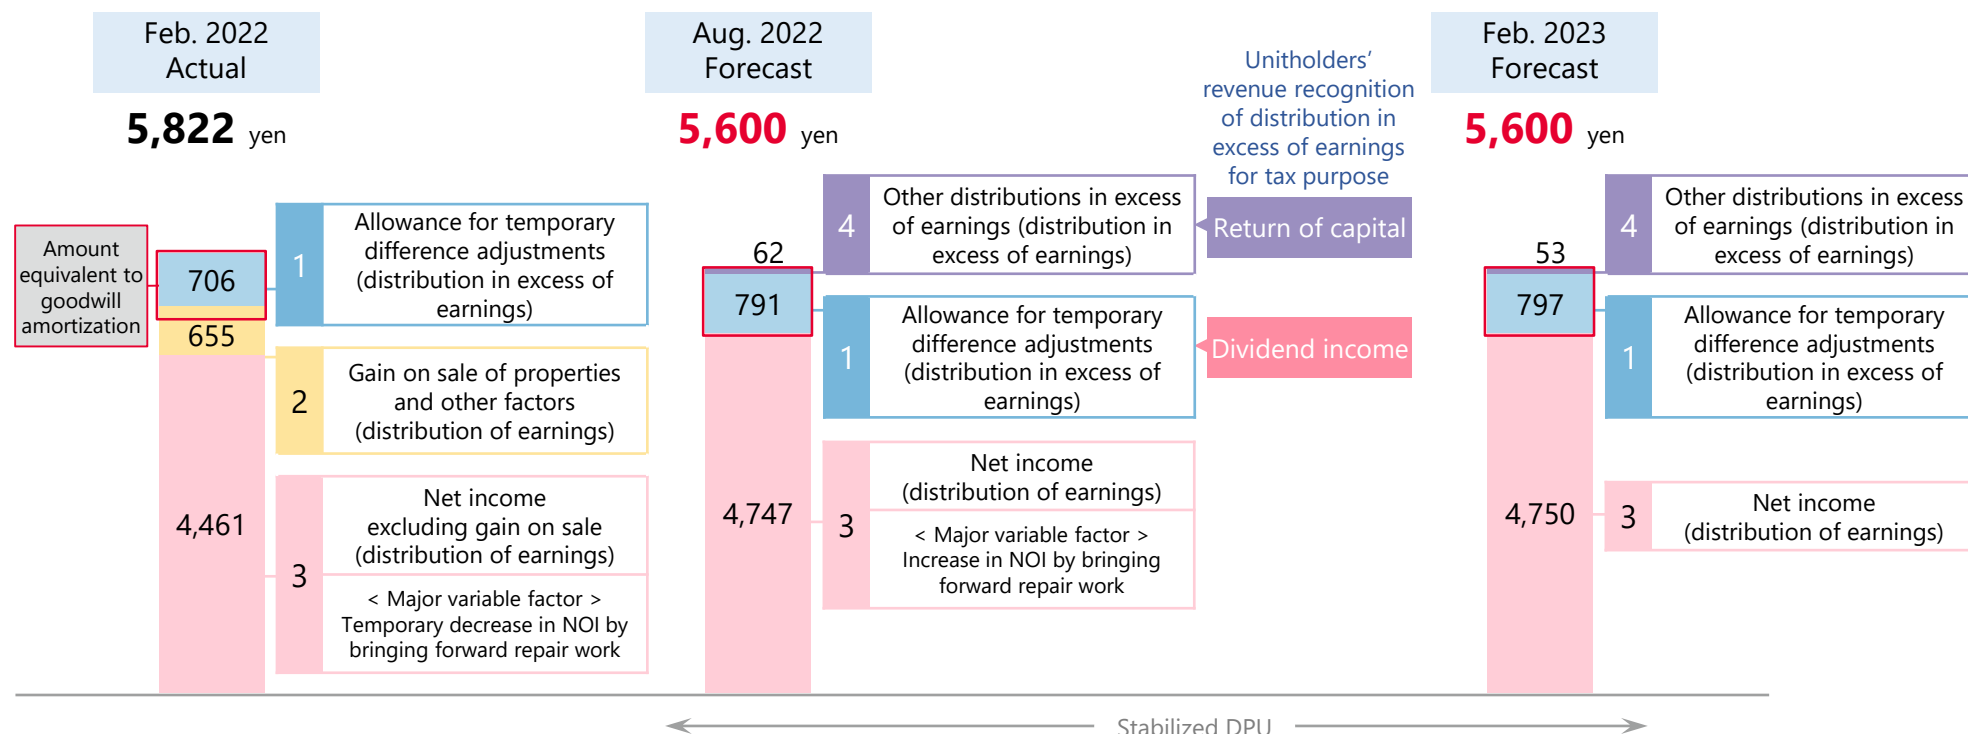 Feb. 2022
Actual
5,822 yen
Amount
equivalent to
goodwill
amortization
706
655
4,461
1
Allowance for temporary
difference adjustments
(distribution in excess of
earnings)
2
Gain on sale of properties
and other factors
(distribution of earnings)
3
Net income
excluding gain on sale
(distribution of earnings)
< Major variable factor >
Temporary decrease in NOI by
bringing forward repair work
Aug. 2022
Forecast
5,600 yen
62
791
4,747
4
Other distributions in excess
of earnings (distribution in
excess of earnings)
1
Allowance for temporary
difference adjustments
(distribution in excess of
earnings)
3
Net income
(distribution of earnings)
< Major variable factor >
Increase in NOI by bringing
forward repair work
Unitholders’
revenue recognition
of distribution in
excess of earnings
for tax purpose
Return of capital
Dividend income
Feb. 2023
Forecast
5,600 yen
53
797
4,750
4
Other distributions in excess
of earnings (distribution in
excess of earnings)
1
Allowance for temporary
difference adjustments
(distribution in excess of
earnings)
3
Net income
(distribution of earnings)
Stabilized DPU